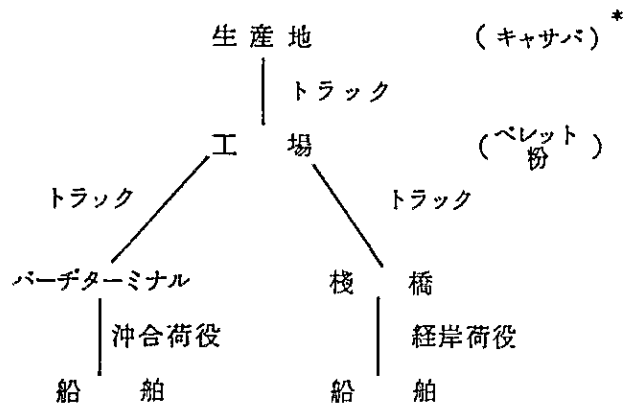 生産地 (キャサバ)*
トラック
工場 (ペレット粉)
トラック トラック
バーヂターミナル 棧橋
沖合荷役 経岸荷役
船舶 船舶